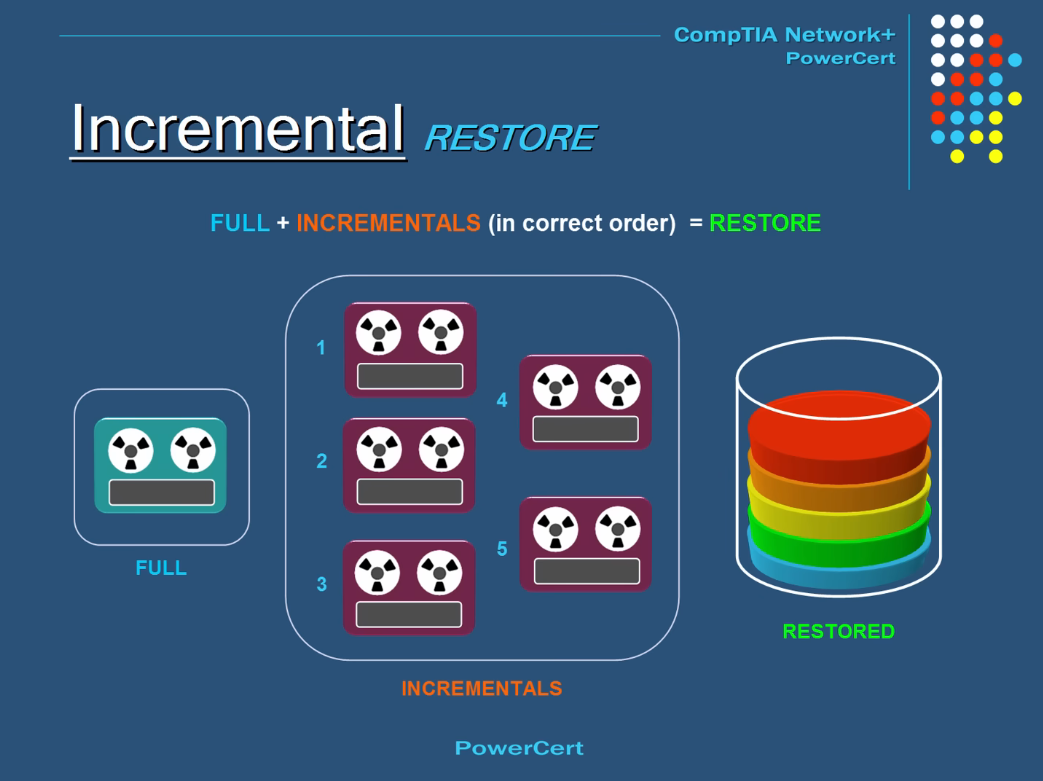 CompTIA Network+
PowerCert
Incremental RESTORE
FULL + INCREMENTALS (in correct order) = RESTORE
1
2
3
4
5
FULL
INCREMENTALS
RESTORED
PowerCert